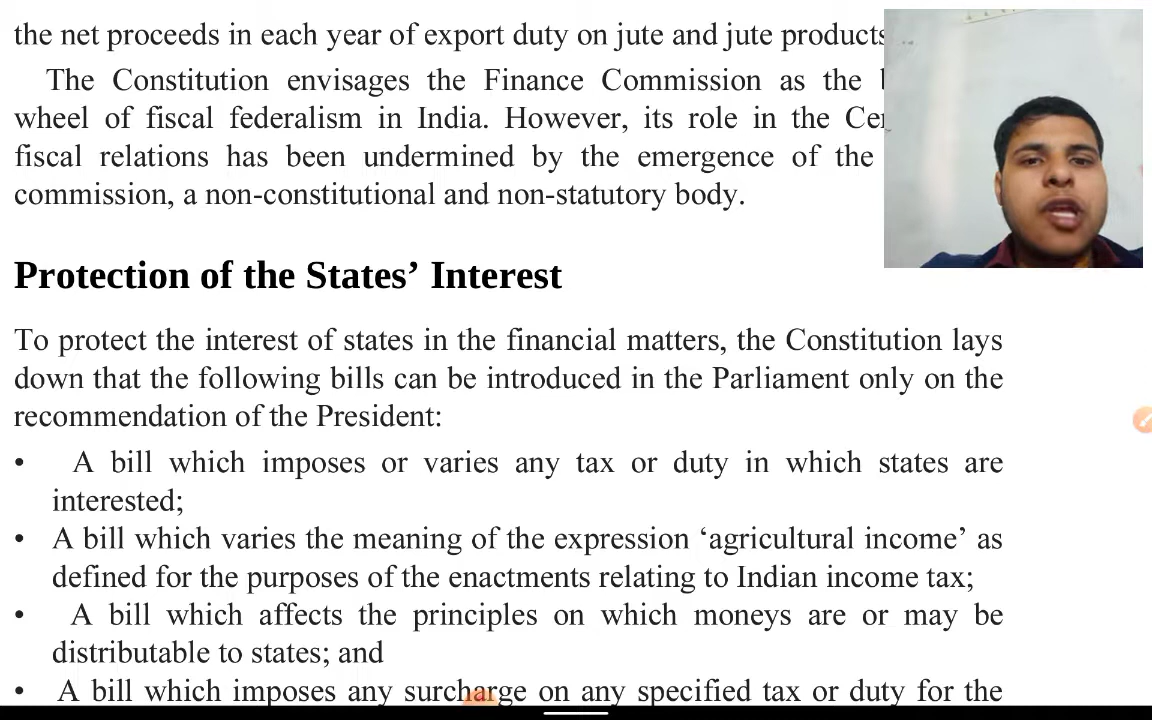 the net proceeds in each year of export duty on jute and jute products
The Constitution envisages the Finance Commission as the
wheel of fiscal federalism in India. However, its role in the
fiscal relations has been undermined by the emergence of the
commission, a non-constitutional and non-statutory body.
Protection of the States’ Interest
To protect the interest of states in the financial matters, the Constitution lays
down that the following bills can be introduced in the Parliament only on the
recommendation of the President:
• A bill which imposes or varies any tax or duty in which states are
interested;
• A bill which varies the meaning of the expression ‘agricultural income’ as
defined for the purposes of the enactments relating to Indian income tax;
• A bill which affects the principles on which moneys are or may be
distributable to states; and
• A bill which imposes any surcharge on any specified tax or duty for the